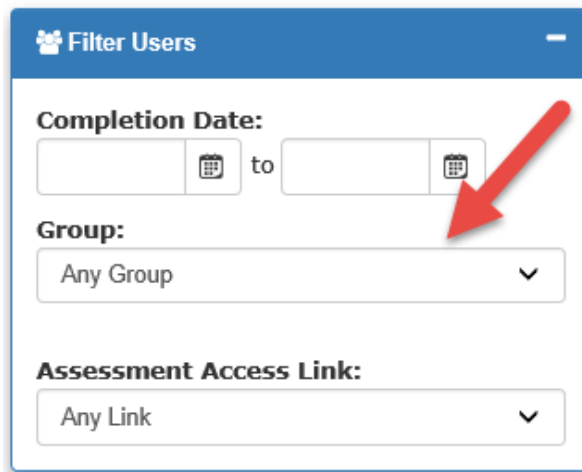 Filter Users
Completion Date:
to
Group:
Any Group
Assessment Access Link:
Any Link